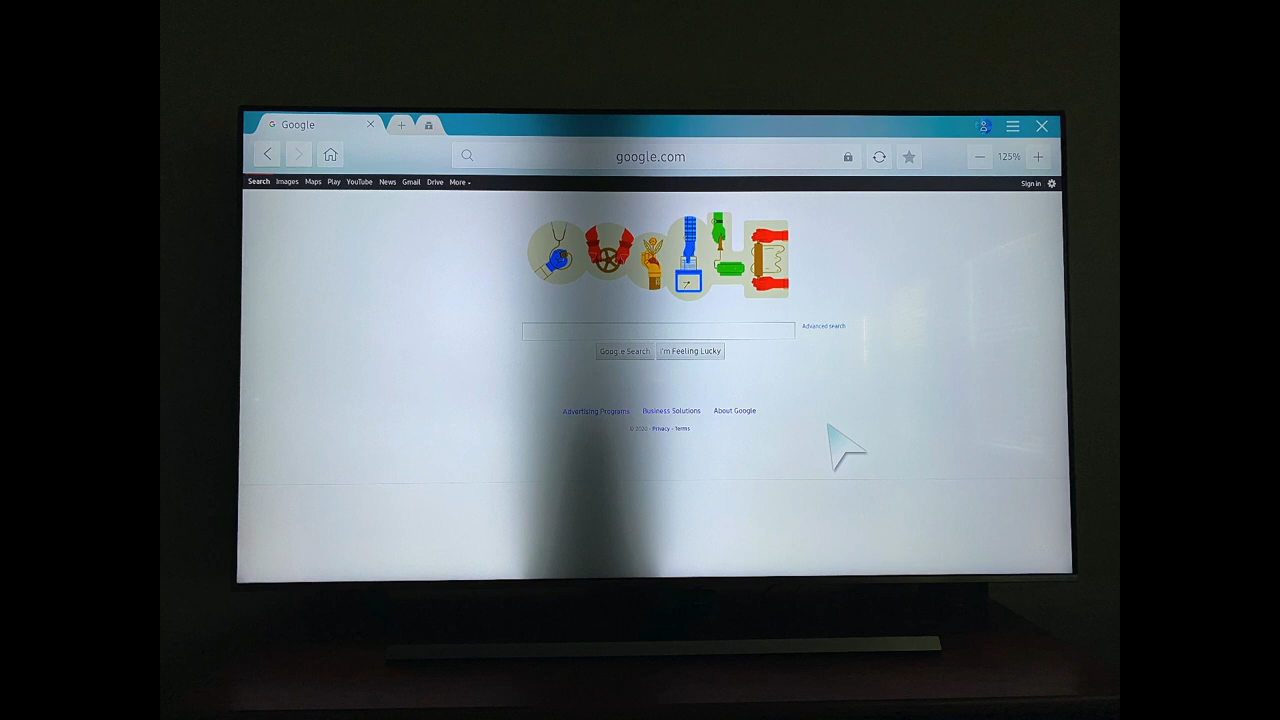 Google
google.com
125%
Search Images Maps Play YouTube News Gmail Drive More
Sign in
Advanced search
Google Search I'm Feeling Lucky
Advertising Programs Business Solutions About Google
© 2020 - Privacy - Terms